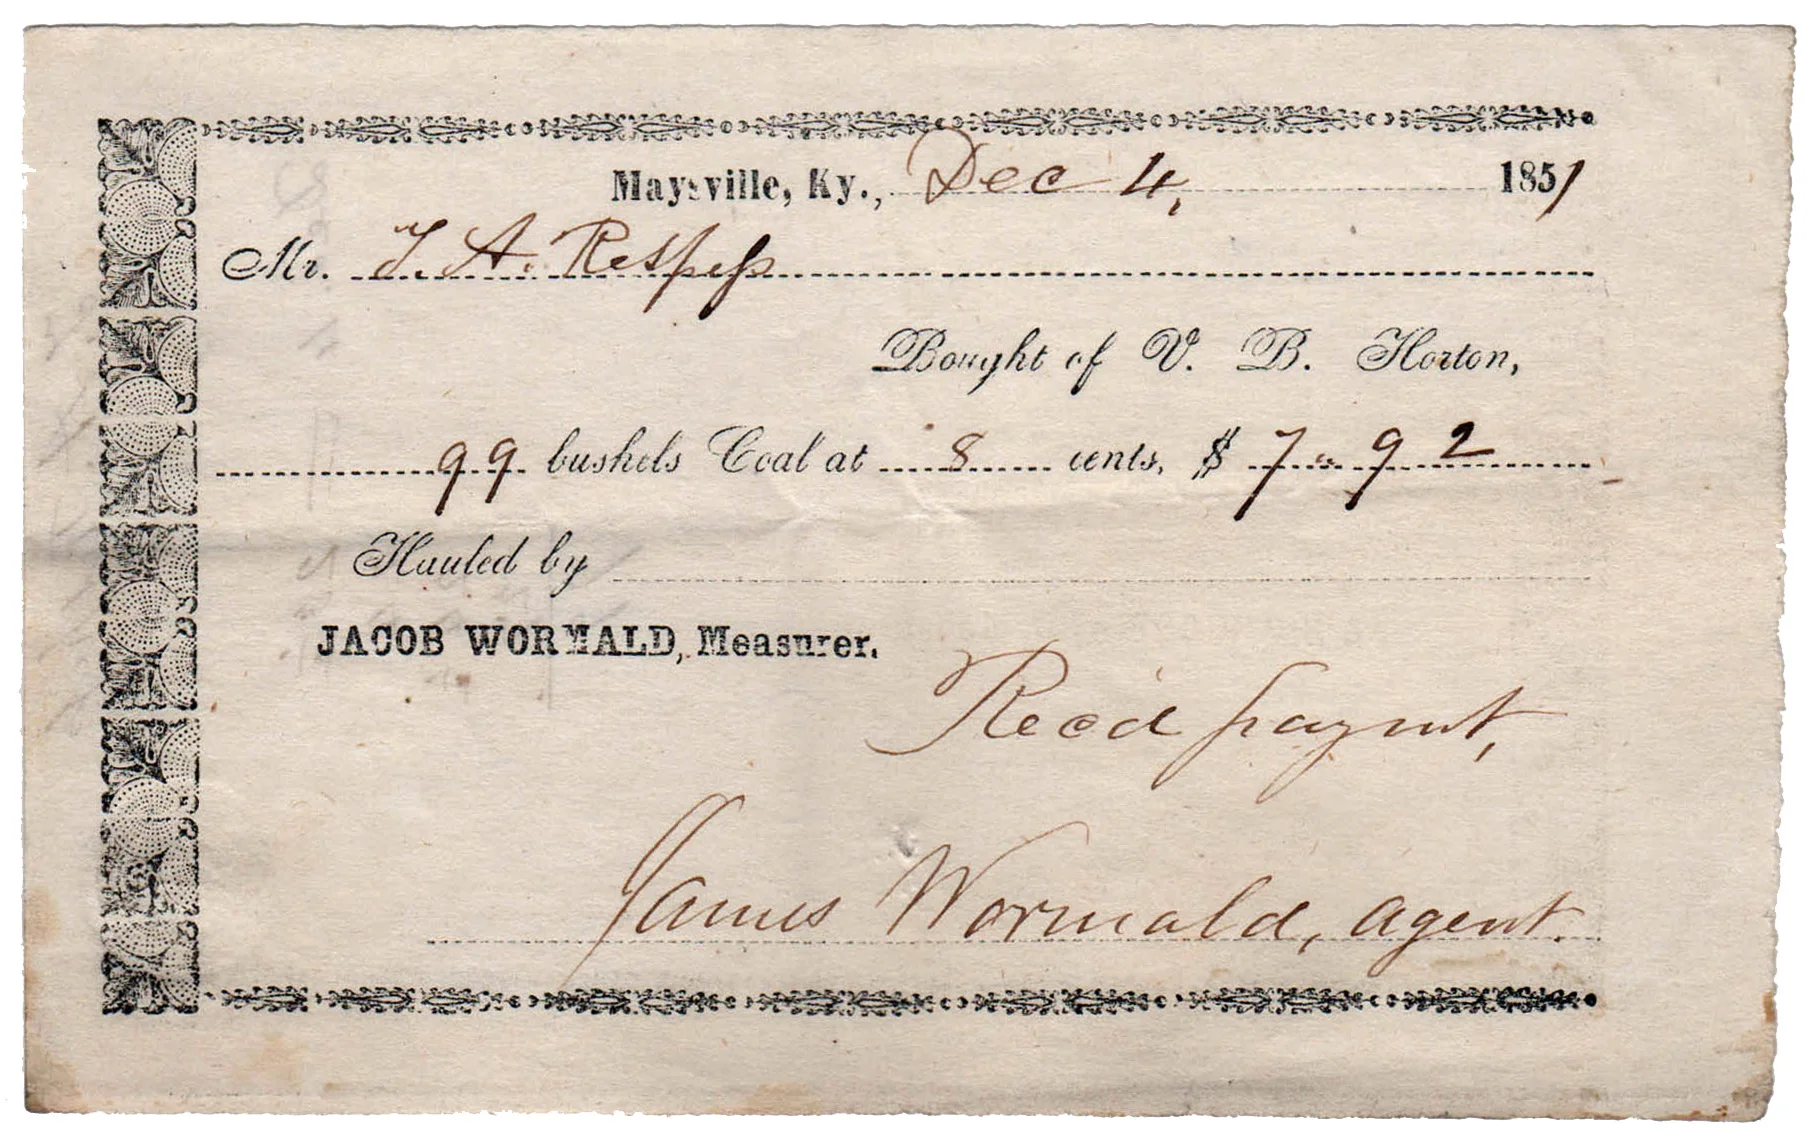 Maysville, Ky., Dec 4, 1851
Mr. T. A. Respess
Bought of V. B. Horton,
99 bushels Coal at 8 cents, $ 7.92
Hauled by
JACOB WORMALD, Measurer.
Recd paymt,
James Wormald, agent.